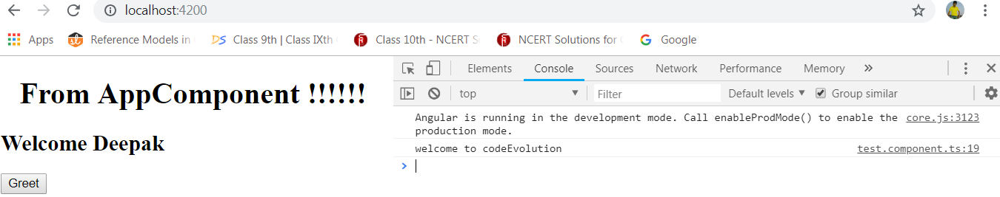 localhost:4200
Apps Reference Models in Class 9th | Class IXth Class 10th - NCERT S NCERT Solutions for Google
From AppComponent !!!!!!
Welcome Deepak
Greet
Elements Console Sources Network Performance Memory »
top Filter Default levels Group similar
Angular is running in the development mode. Call enableProdMode() to enable the core.js:3123
production mode.
welcome to codeEvolution test.component.ts:19